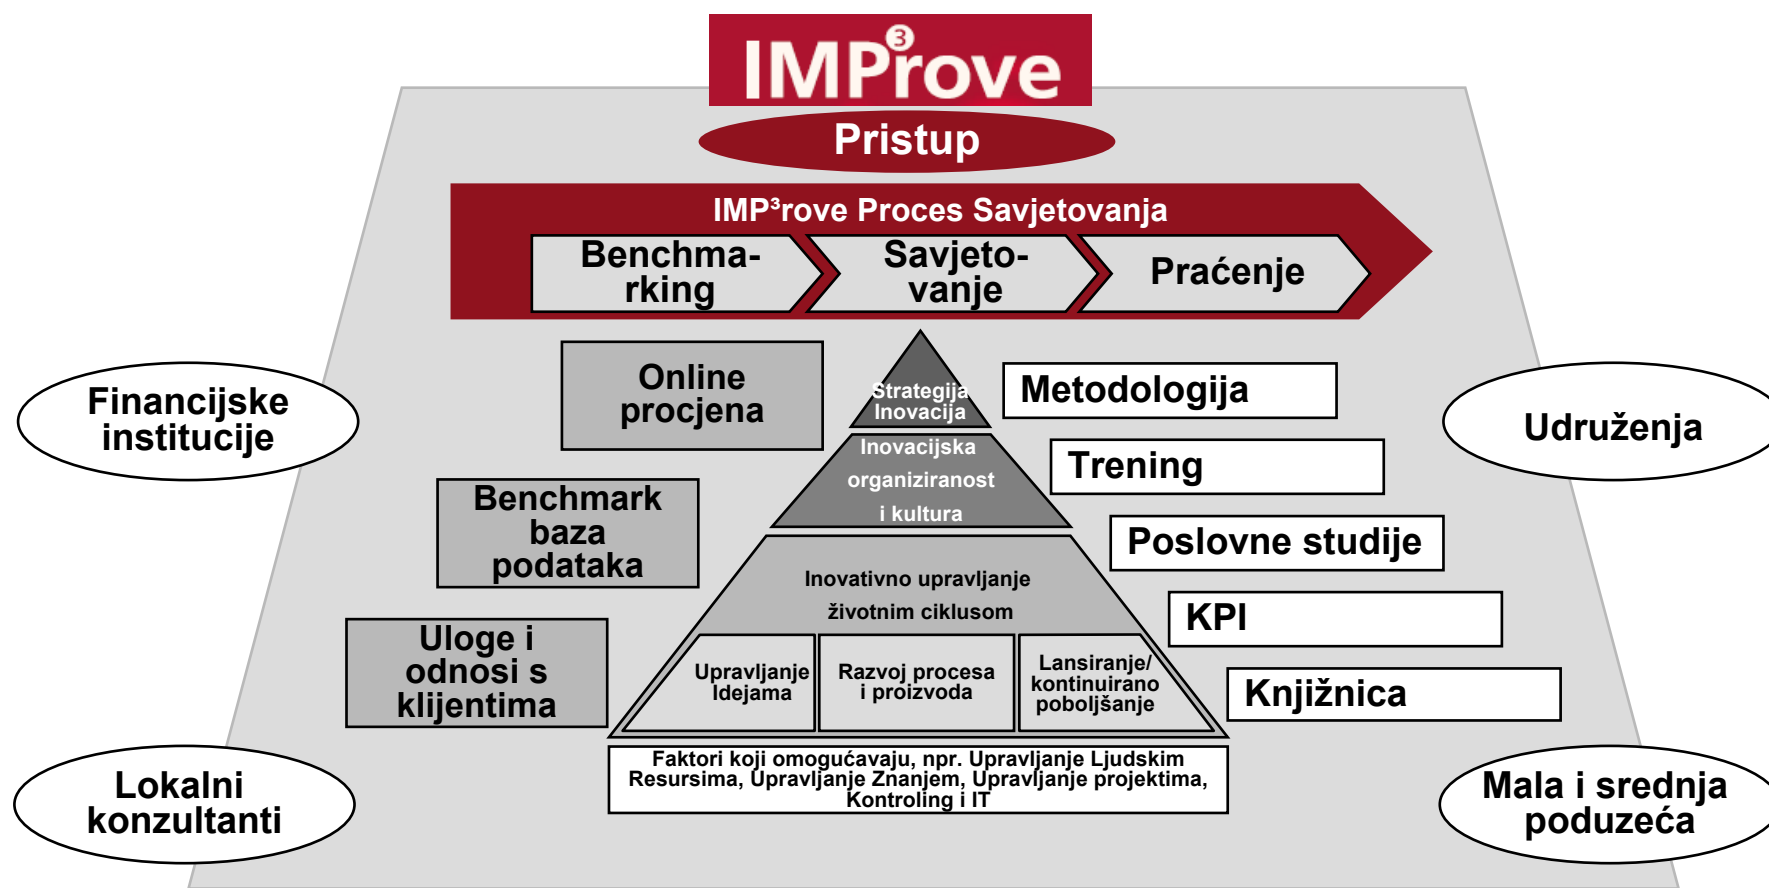 IMP³rove
Pristup
IMP³rove Proces Savjetovanja
Benchma-
rking
Savjeto-
vanje
Praćenje
Online
procjena
Benchmark
baza
podataka
Uloge i
odnosi s
klijentima
Strategija
Inovacija
Inovacijska
organiziranost
i kultura
Inovativno upravljanje
životnim ciklusom
Upravljanje
Idejama
Razvoj procesa
i proizvoda
Lansiranje/
kontinuirano
poboljšanje
Faktori koji omogućavaju, npr. Upravljanje Ljudskim
Resursima, Upravljanje Znanjem, Upravljanje projektima,
Kontroling i IT
Metodologija
Trening
Poslovne studije
KPI
Knjižnica
Financijske
institucije
Udruženja
Lokalni
konzultanti
Mala i srednja
poduzeća